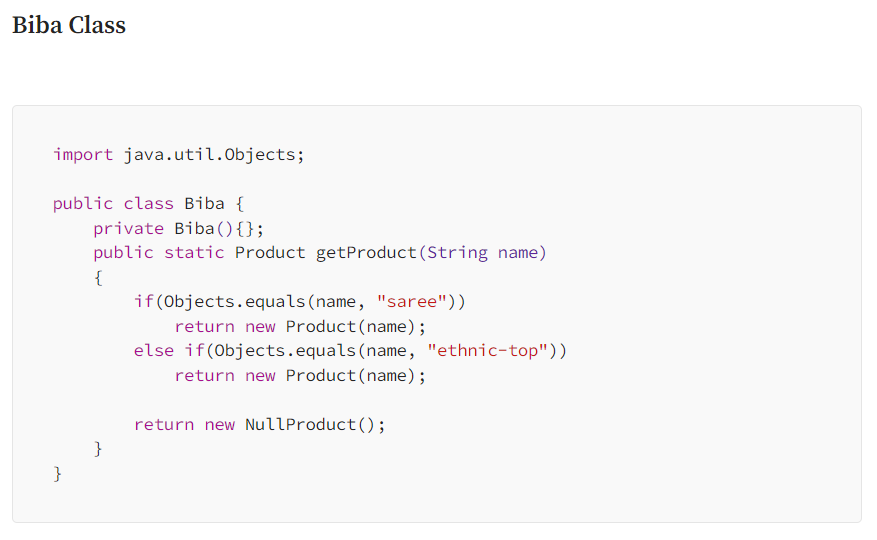 Biba Class
import java.util.Objects;
public class Biba {
    private Biba(){};
    public static Product getProduct(String name)
    {
        if(Objects.equals(name, "saree"))
            return new Product(name);
        else if(Objects.equals(name, "ethnic-top"))
            return new Product(name);
        return new NullProduct();
    }
}